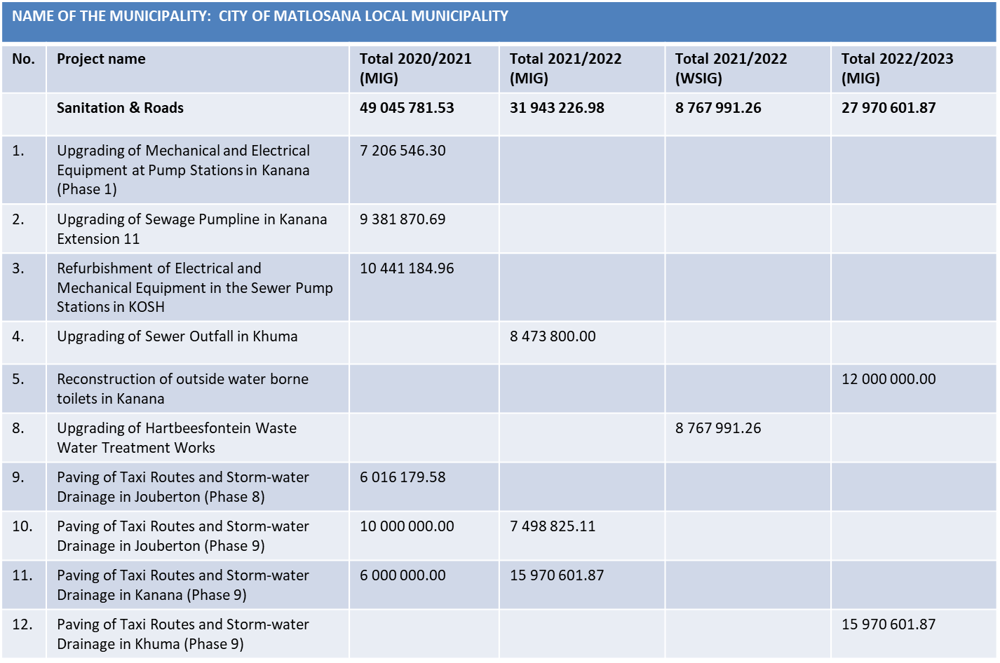 NAME OF THE MUNICIPALITY: CITY OF MATLOSANA LOCAL MUNICIPALITY
No. Project name Total 2020/2021 (MIG) Total 2021/2022 (MIG) Total 2021/2022 (WSIG) Total 2022/2023 (MIG)
Sanitation & Roads 49 045 781.53 31 943 226.98 8 767 991.26 27 970 601.87
1. Upgrading of Mechanical and Electrical 7 206 546.30
Equipment at Pump Stations in Kanana
(Phase 1)
2. Upgrading of Sewage Pumpline in Kanana 9 381 870.69
Extension 11
3. Refurbishment of Electrical and 10 441 184.96
Mechanical Equipment in the Sewer Pump
Stations in KOSH
4. Upgrading of Sewer Outfall in Khuma 8 473 800.00
5. Reconstruction of outside water borne 12 000 000.00
toilets in Kanana
8. Upgrading of Hartbeesfontein Waste 8 767 991.26
Water Treatment Works
9. Paving of Taxi Routes and Storm-water 6 016 179.58
Drainage in Jouberton (Phase 8)
10. Paving of Taxi Routes and Storm-water 10 000 000.00 7 498 825.11
Drainage in Jouberton (Phase 9)
11. Paving of Taxi Routes and Storm-water 6 000 000.00 15 970 601.87
Drainage in Kanana (Phase 9)
12. Paving of Taxi Routes and Storm-water 15 970 601.87
Drainage in Khuma (Phase 9)